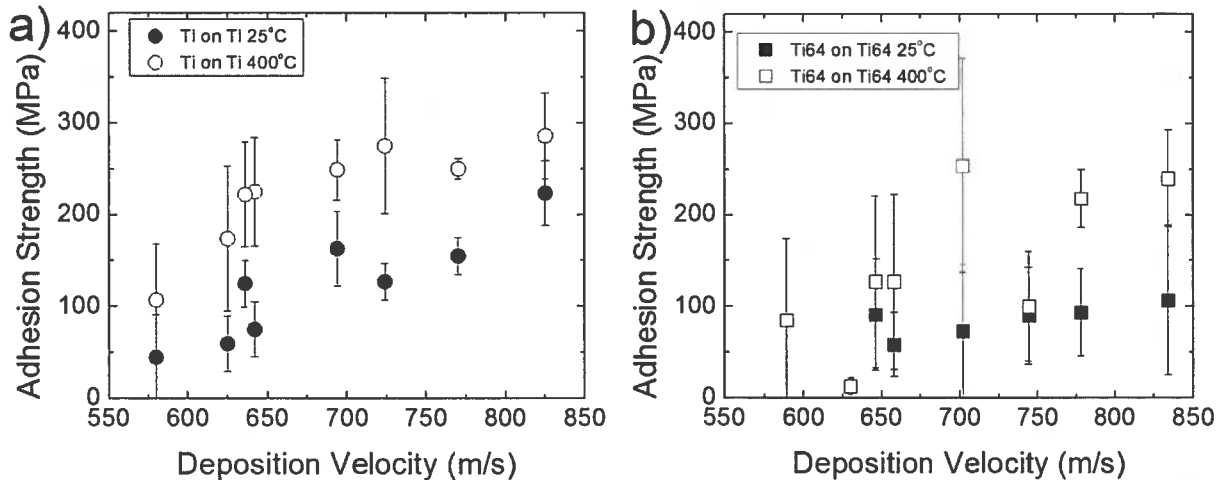 a)
Ti on Ti 25°C
Ti on Ti 400°C
Adhesion Strength (MPa)
400
300
200
100
0
550 600 650 700 750 800 850
Deposition Velocity (m/s)
b)
Ti64 on Ti64 25°C
Ti64 on Ti64 400°C
Adhesion Strength (MPa)
400
300
200
100
0
550 600 650 700 750 800 850
Deposition Velocity (m/s)